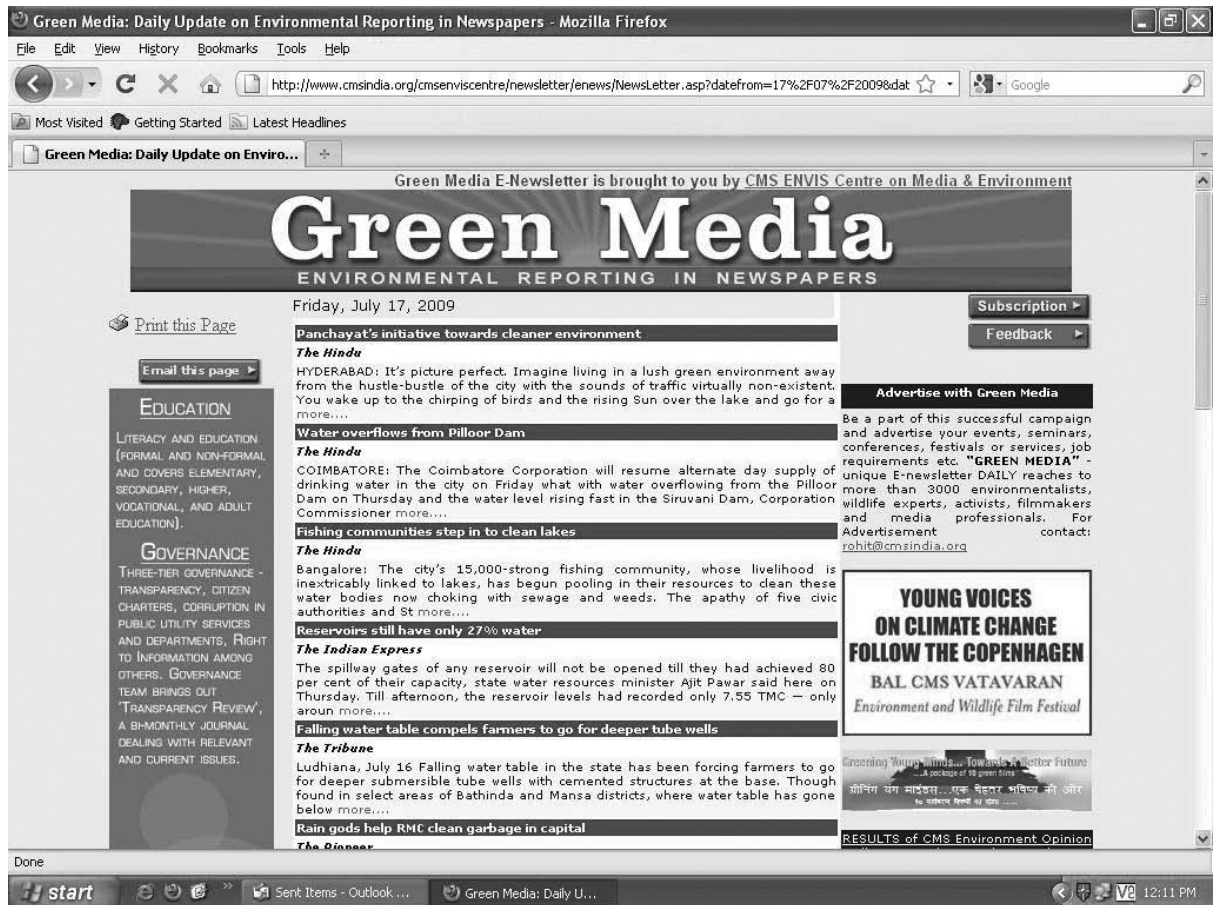 Green Media: Daily Update on Environmental Reporting in Newspapers - Mozilla Firefox
File Edit View History Bookmarks Tools Help
http://www.cmsindia.org/cmsenviscentre/newsletter/enews/NewsLetter.asp?datefrom=17%2F07%2F2009&dat
Google
Most Visited Getting Started Latest Headlines
Green Media: Daily Update on Enviro...
Green Media E-Newsletter is brought to you by CMS ENVIS Centre on Media & Environment
Green Media
ENVIRONMENTAL REPORTING IN NEWSPAPERS
Print this Page
Email this page
EDUCATION
LITERACY AND EDUCATION
(FORMAL AND NON-FORMAL
AND COVERS ELEMENTARY,
SECONDARY, HIGHER,
VOCATIONAL, AND ADULT
EDUCATION).
GOVERNANCE
THREE-TIER GOVERNANCE -
TRANSPARENCY, CITIZEN
CHARTERS, CORRUPTION IN
PUBLIC UTILITY SERVICES
AND DEPARTMENTS, RIGHT
TO INFORMATION AMONG
OTHERS. GOVERNANCE
TEAM BRINGS OUT
'TRANSPARENCY REVIEW',
A BI-MONTHLY JOURNAL
DEALING WITH RELEVANT
AND CURRENT ISSUES.
Friday, July 17, 2009
Panchayat's initiative towards cleaner environment
The Hindu
HYDERABAD: It's picture perfect. Imagine living in a lush green environment away
from the hustle-bustle of the city with the sounds of traffic virtually non-existent.
You wake up to the chirping of birds and the rising Sun over the lake and go for a
more....
Water overflows from Pilloor Dam
The Hindu
COIMBATORE: The Coimbatore Corporation will resume alternate day supply of
drinking water in the city on Friday what with water overflowing from the Pilloor
Dam on Thursday and the water level rising fast in the Siruvani Dam, Corporation
Commissioner more....
Fishing communities step in to clean lakes
The Hindu
Bangalore: The city's 15,000-strong fishing community, whose livelihood is
inextricably linked to lakes, has begun pooling in their resources to clean these
water bodies now choking with sewage and weeds. The apathy of five civic
authorities and St more....
Reservoirs still have only 27% water
The Indian Express
The spillway gates of any reservoir will not be opened till they had achieved 80
per cent of their capacity, state water resources minister Ajit Pawar said here on
Thursday. Till afternoon, the reservoir levels had recorded only 7.55 TMC — only
aroun more....
Falling water table compels farmers to go for deeper tube wells
The Tribune
Ludhiana, July 16 Falling water table in the state has been forcing farmers to go
for deeper submersible tube wells with cemented structures at the base. Though
found in select areas of Bathinda and Mansa districts, where water table has gone
below more....
Rain gods help RMC clean garbage in capital
The Pioneer
Subscription
Feedback
Advertise with Green Media
Be a part of this successful campaign
and advertise your events, seminars,
conferences, festivals or services, job
requirements etc. "GREEN MEDIA" -
unique E-newsletter DAILY reaches to
more than 3000 environmentalists,
wildlife experts, activists, filmmakers
and media professionals. For
Advertisement contact:
rohit@cmsindia.org
YOUNG VOICES
ON CLIMATE CHANGE
FOLLOW THE COPENHAGEN
BAL CMS VATAVARAN
Environment and Wildlife Film Festival
Greening Young Minds... Towards A Better Future
...A package of 10 green films
ग्रीनिंग यंग माइंडस...एक बेहतर भविष्य की ओर
RESULTS of CMS Environment Opinion
Done
start
Sent Items - Outlook ...
Green Media: Daily U...
12:11 PM